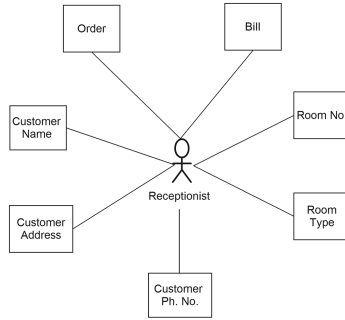 Order
Bill
Customer
Name
Room No
Receptionist
Customer
Address
Room
Type
Customer
Ph. No.